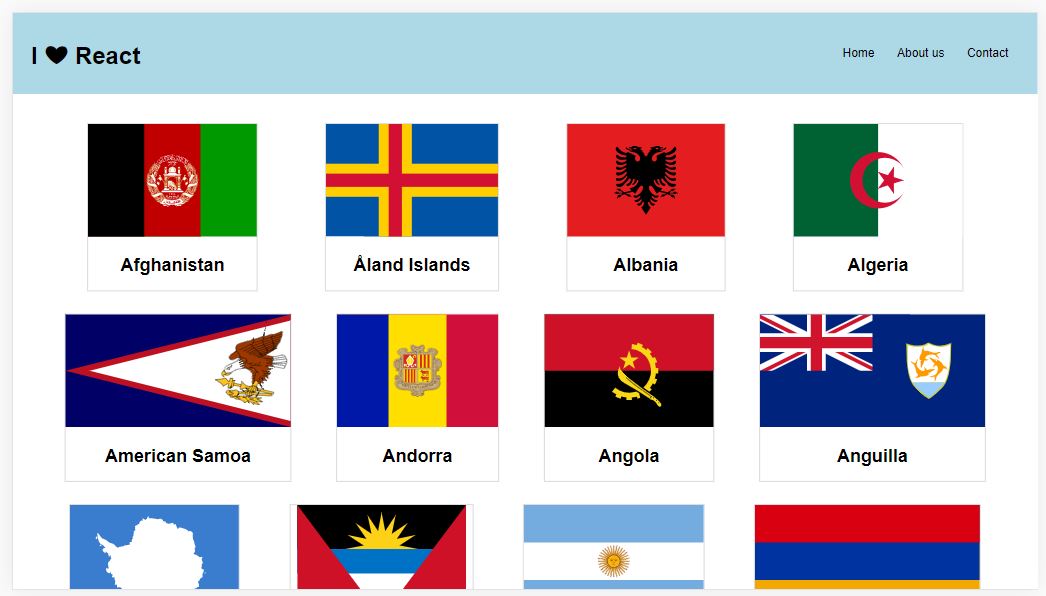 I ♥ React
Home About us Contact
Afghanistan
Åland Islands
Albania
Algeria
American Samoa
Andorra
Angola
Anguilla